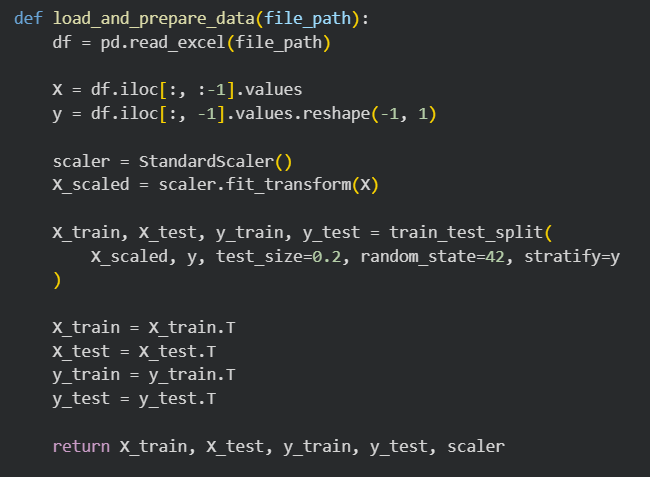 def load_and_prepare_data(file_path):
    df = pd.read_excel(file_path)

    X = df.iloc[:, :-1].values
    y = df.iloc[:, -1].values.reshape(-1, 1)

    scaler = StandardScaler()
    X_scaled = scaler.fit_transform(X)

    X_train, X_test, y_train, y_test = train_test_split(
        X_scaled, y, test_size=0.2, random_state=42, stratify=y
    )

    X_train = X_train.T
    X_test = X_test.T
    y_train = y_train.T
    y_test = y_test.T

    return X_train, X_test, y_train, y_test, scaler